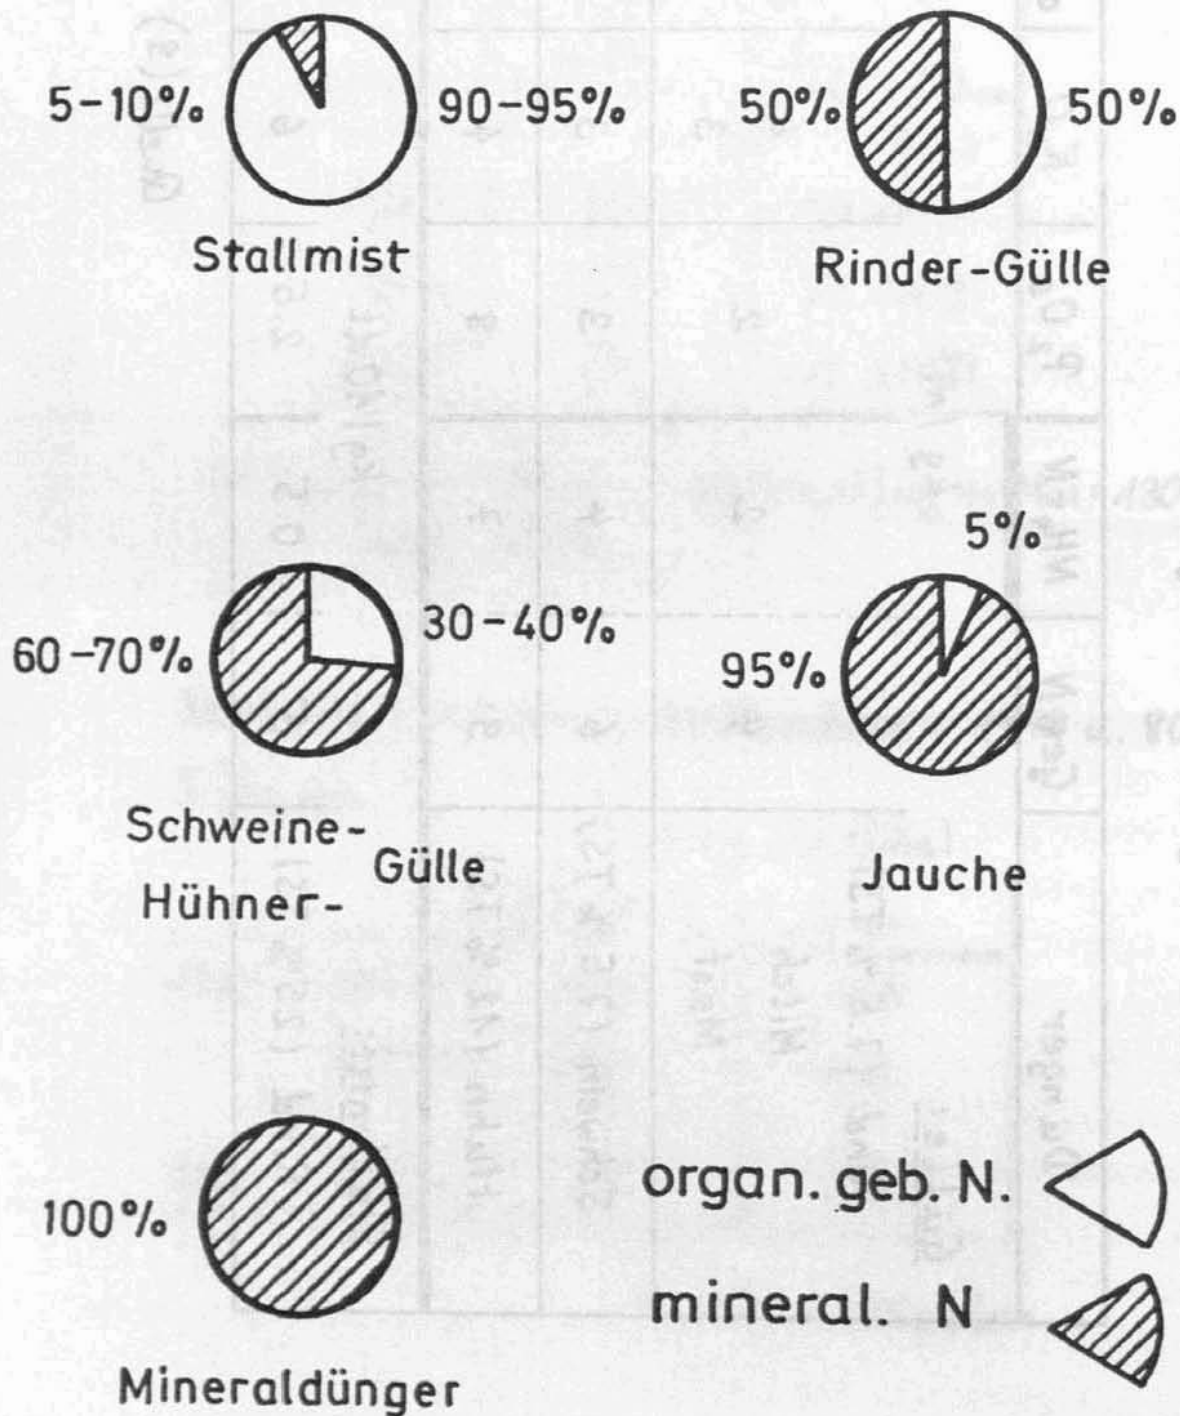 5-10%
90-95%
Stallmist
50%
50%
Rinder-Gülle
60-70%
30-40%
Schweine-
Hühner-
Gülle
5%
95%
Jauche
100%
Mineraldünger
organ. geb. N.
mineral. N